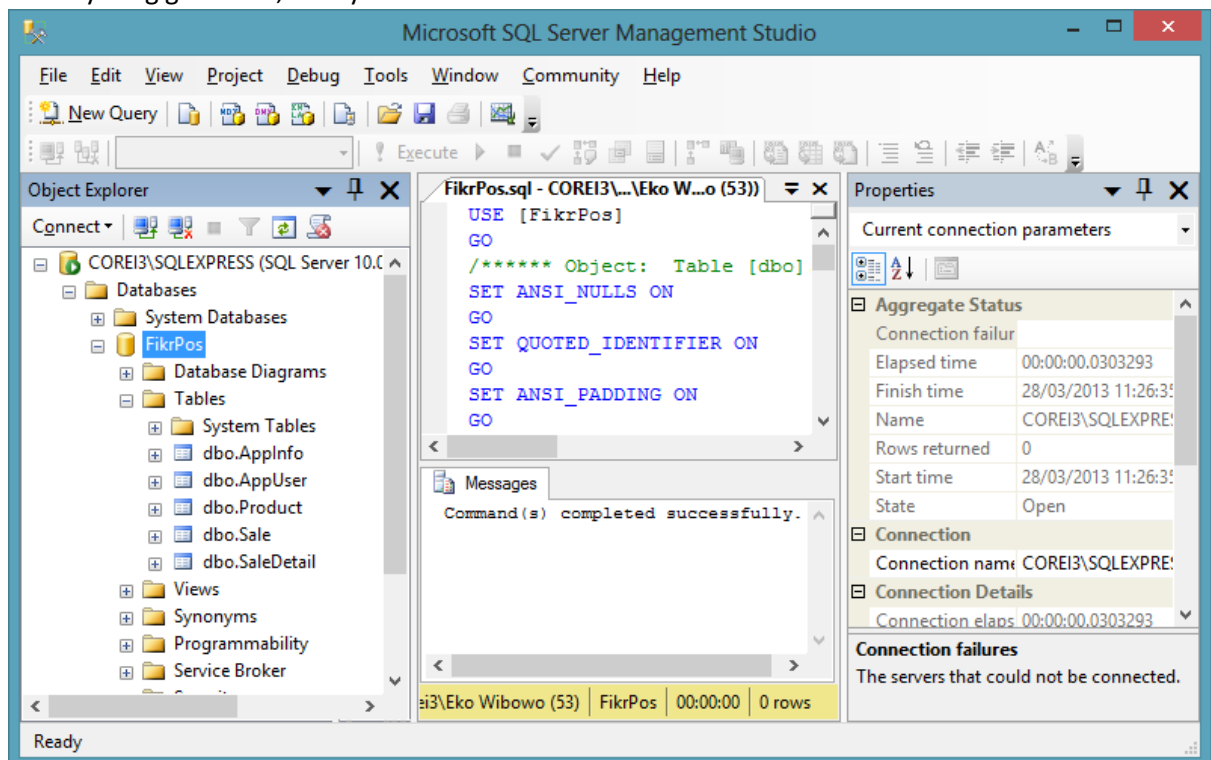 Microsoft SQL Server Management Studio
File Edit View Project Debug Tools Window Community Help
New Query
Execute
Object Explorer
Connect
COREI3\SQLEXPRESS (SQL Server 10.0
Databases
System Databases
FikrPos
Database Diagrams
Tables
System Tables
dbo.AppInfo
dbo.AppUser
dbo.Product
dbo.Sale
dbo.SaleDetail
Views
Synonyms
Programmability
Service Broker
FikrPos.sql - COREI3\...\Eko W...o (53))
USE [FikrPos]
GO
/****** Object: Table [dbo]
SET ANSI_NULLS ON
GO
SET QUOTED_IDENTIFIER ON
GO
SET ANSI_PADDING ON
GO
Messages
Command(s) completed successfully.
ei3\Eko Wibowo (53) FikrPos 00:00:00 0 rows
Properties
Current connection parameters
Aggregate Status
Connection failur
Elapsed time 00:00:00.0303293
Finish time 28/03/2013 11:26:35
Name COREI3\SQLEXPRE
Rows returned 0
Start time 28/03/2013 11:26:35
State Open
Connection
Connection name COREI3\SQLEXPRE
Connection Details
Connection elaps 00:00:00.0303293
Connection failures
The servers that could not be connected.
Ready